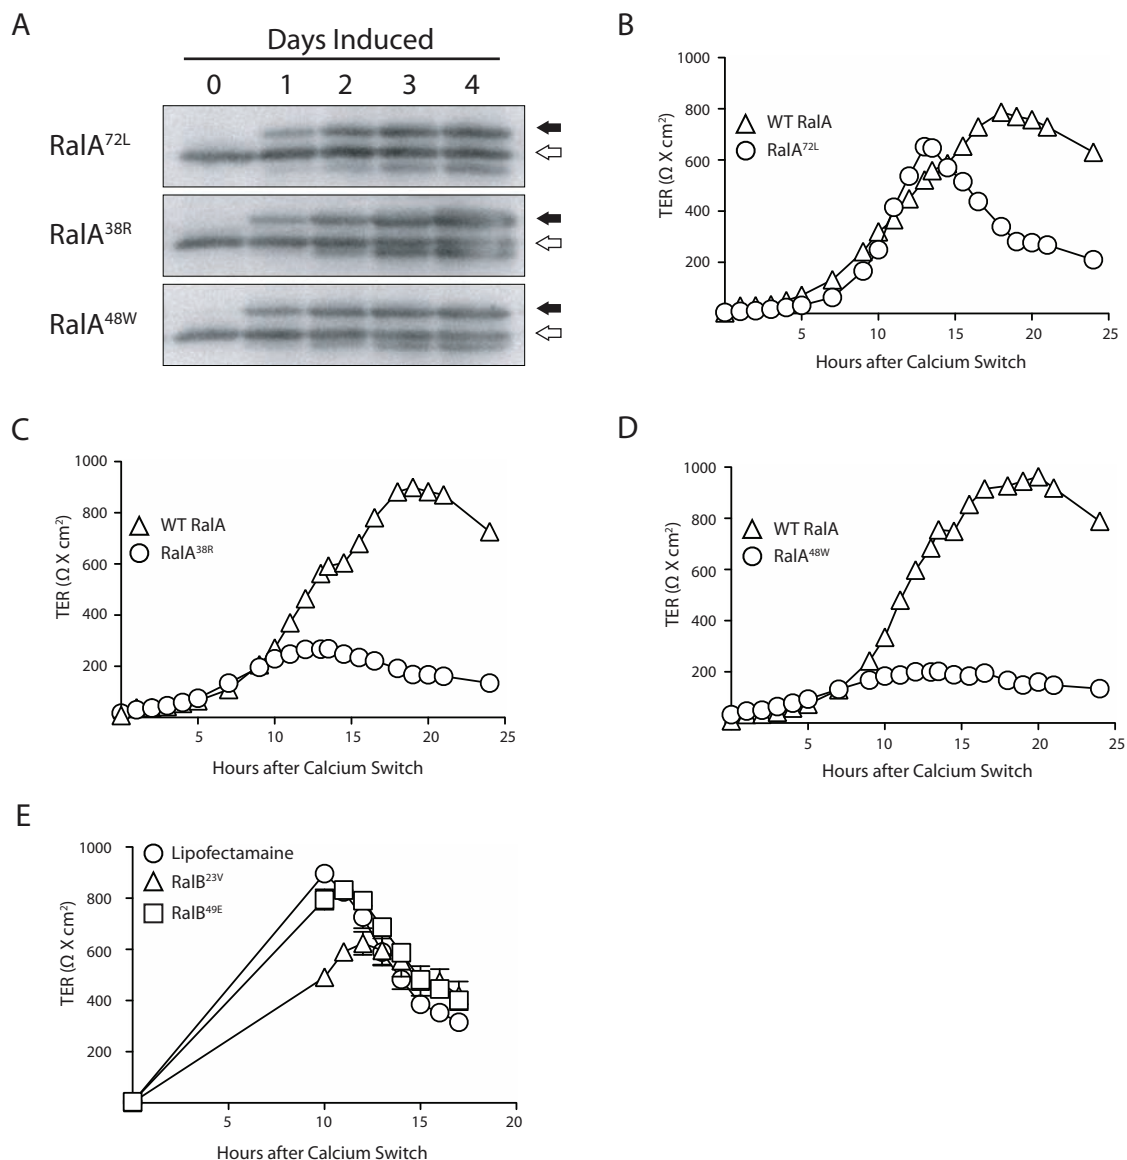 A
Days Induced
0 1 2 3 4
RalA72L
RalA38R
RalA48W
B
1000
800
600
400
200
TER (Ω X cm²)
WT RalA
RalA72L
5 10 15 20 25
Hours after Calcium Switch
C
1000
800
600
400
200
TER (Ω X cm²)
WT RalA
RalA38R
5 10 15 20 25
Hours after Calcium Switch
D
1000
800
600
400
200
TER (Ω X cm²)
WT RalA
RalA48W
5 10 15 20 25
Hours after Calcium Switch
E
1000
800
600
400
200
TER (Ω X cm²)
Lipofectamaine
RalB23V
RalB49E
5 10 15 20
Hours after Calcium Switch